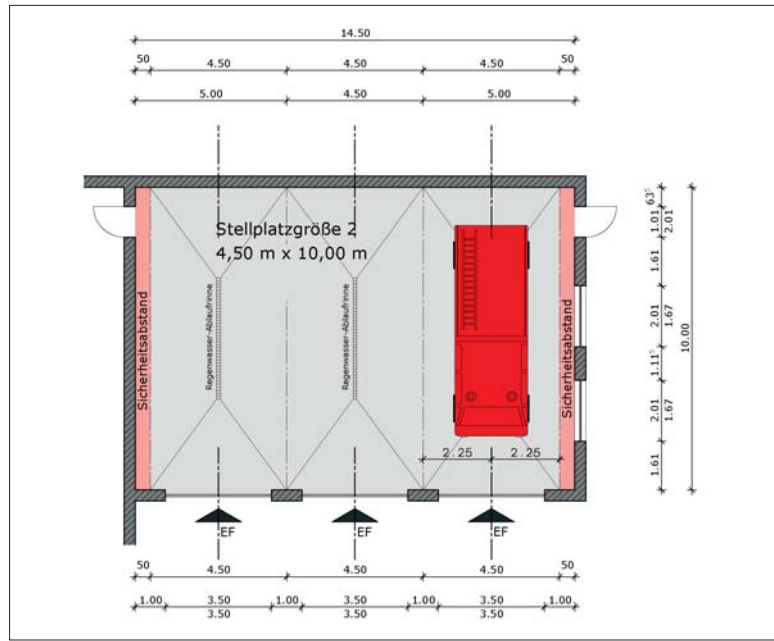 14.50
50 4.50 4.50 4.50 50
5.00 4.50 5.00
Stellplatzgröße 2
4,50 m x 10,00 m
Sicherheitsabstand
Regenwasser-Ablaufrinne
Regenwasser-Ablaufrinne
Sicherheitsabstand
2.25 2.25
63⁵
1.01 2.01
1.61
2.01 1.67
1.11⁵
2.01 1.67
1.61
10.00
EF EF EF
50 4.50 4.50 4.50 50
1.00 3.50 1.00 3.50 1.00 3.50 1.00
3.50 3.50 3.50